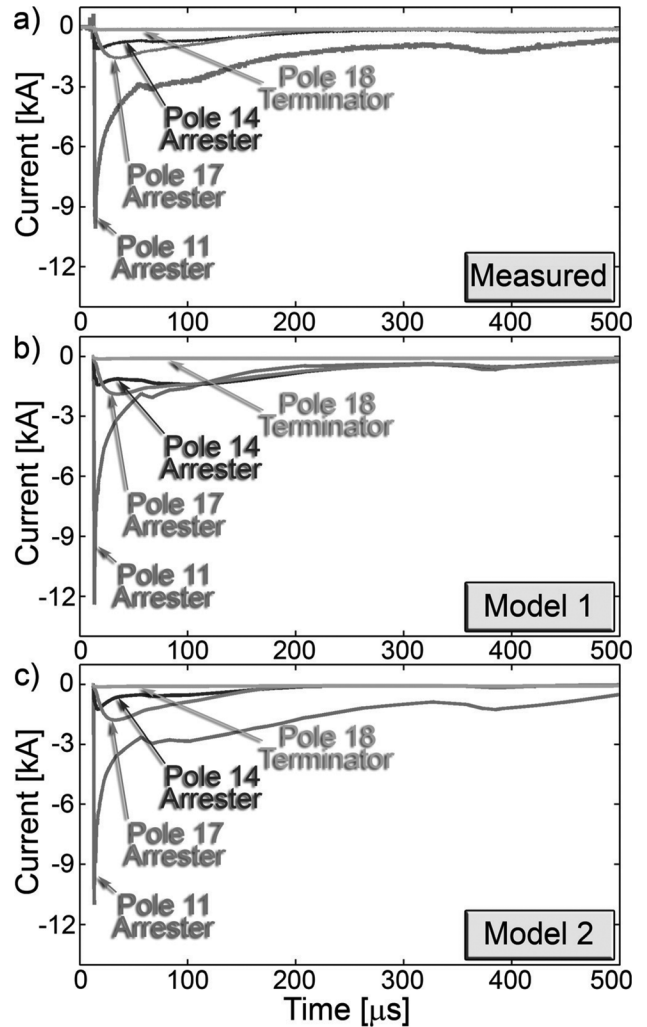 a)
0
-3
-6
-9
-12
Current [kA]
Pole 18
Terminator
Pole 14
Arrester
Pole 17
Arrester
Pole 11
Arrester
Measured
0
100
200
300
400
500
b)
0
-3
-6
-9
-12
Current [kA]
Pole 18
Terminator
Pole 14
Arrester
Pole 17
Arrester
Pole 11
Arrester
Model 1
0
100
200
300
400
500
c)
0
-3
-6
-9
-12
Current [kA]
Pole 18
Terminator
Pole 14
Arrester
Pole 17
Arrester
Pole 11
Arrester
Model 2
0
100
200
300
400
500
Time [μs]